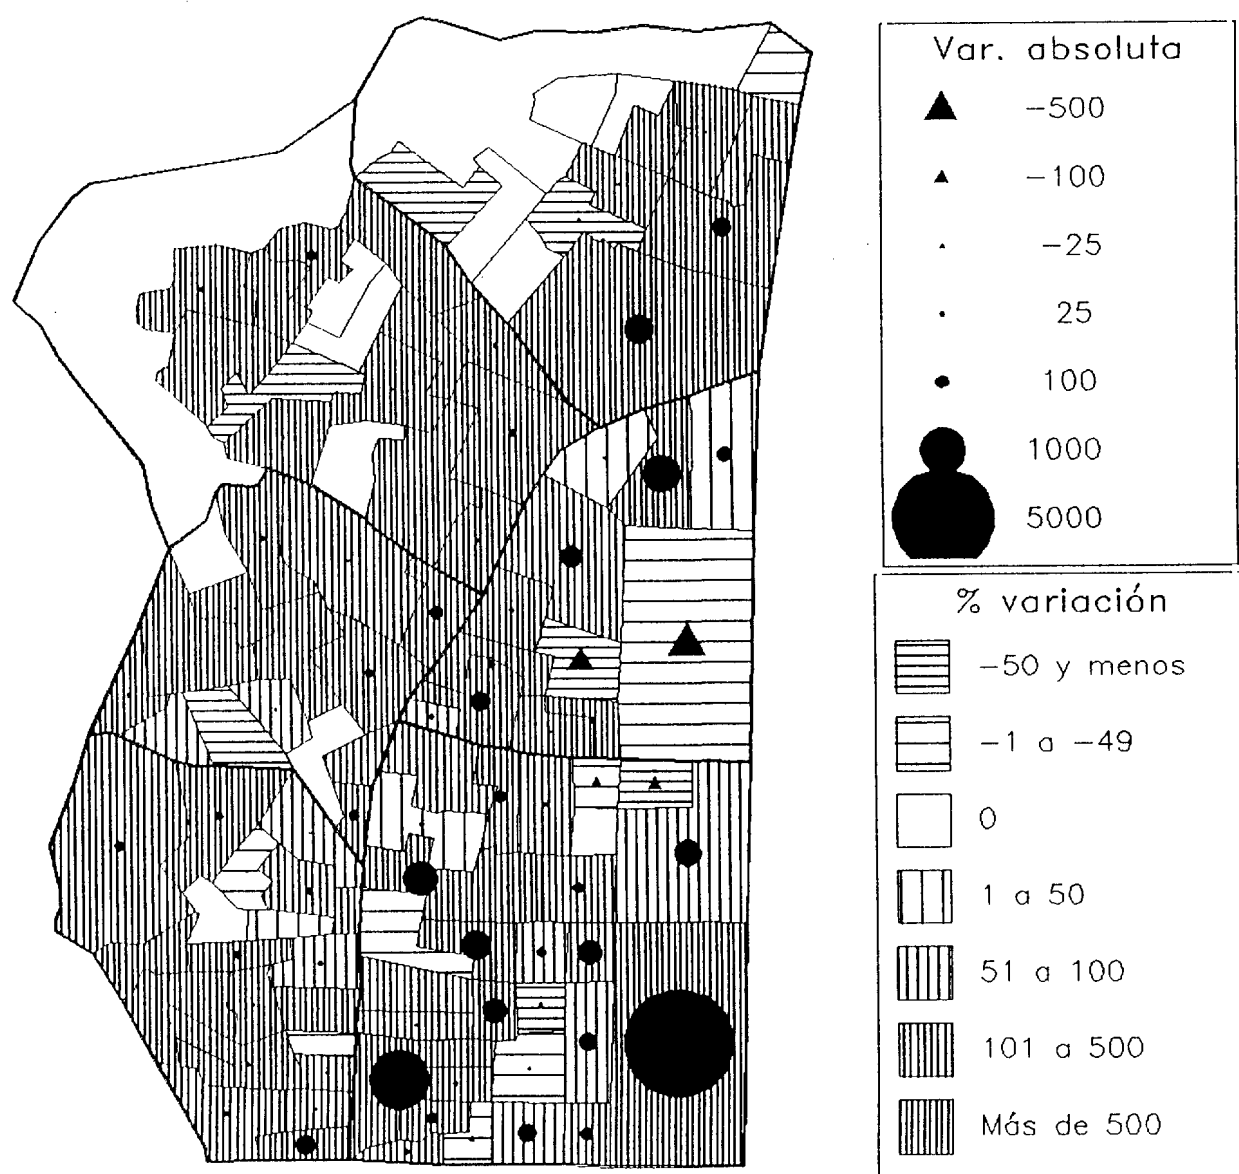 Var. absoluta
-500
-100
-25
25
100
1000
5000
% variación
-50 y menos
-1 a -49
0
1 a 50
51 a 100
101 a 500
Más de 500